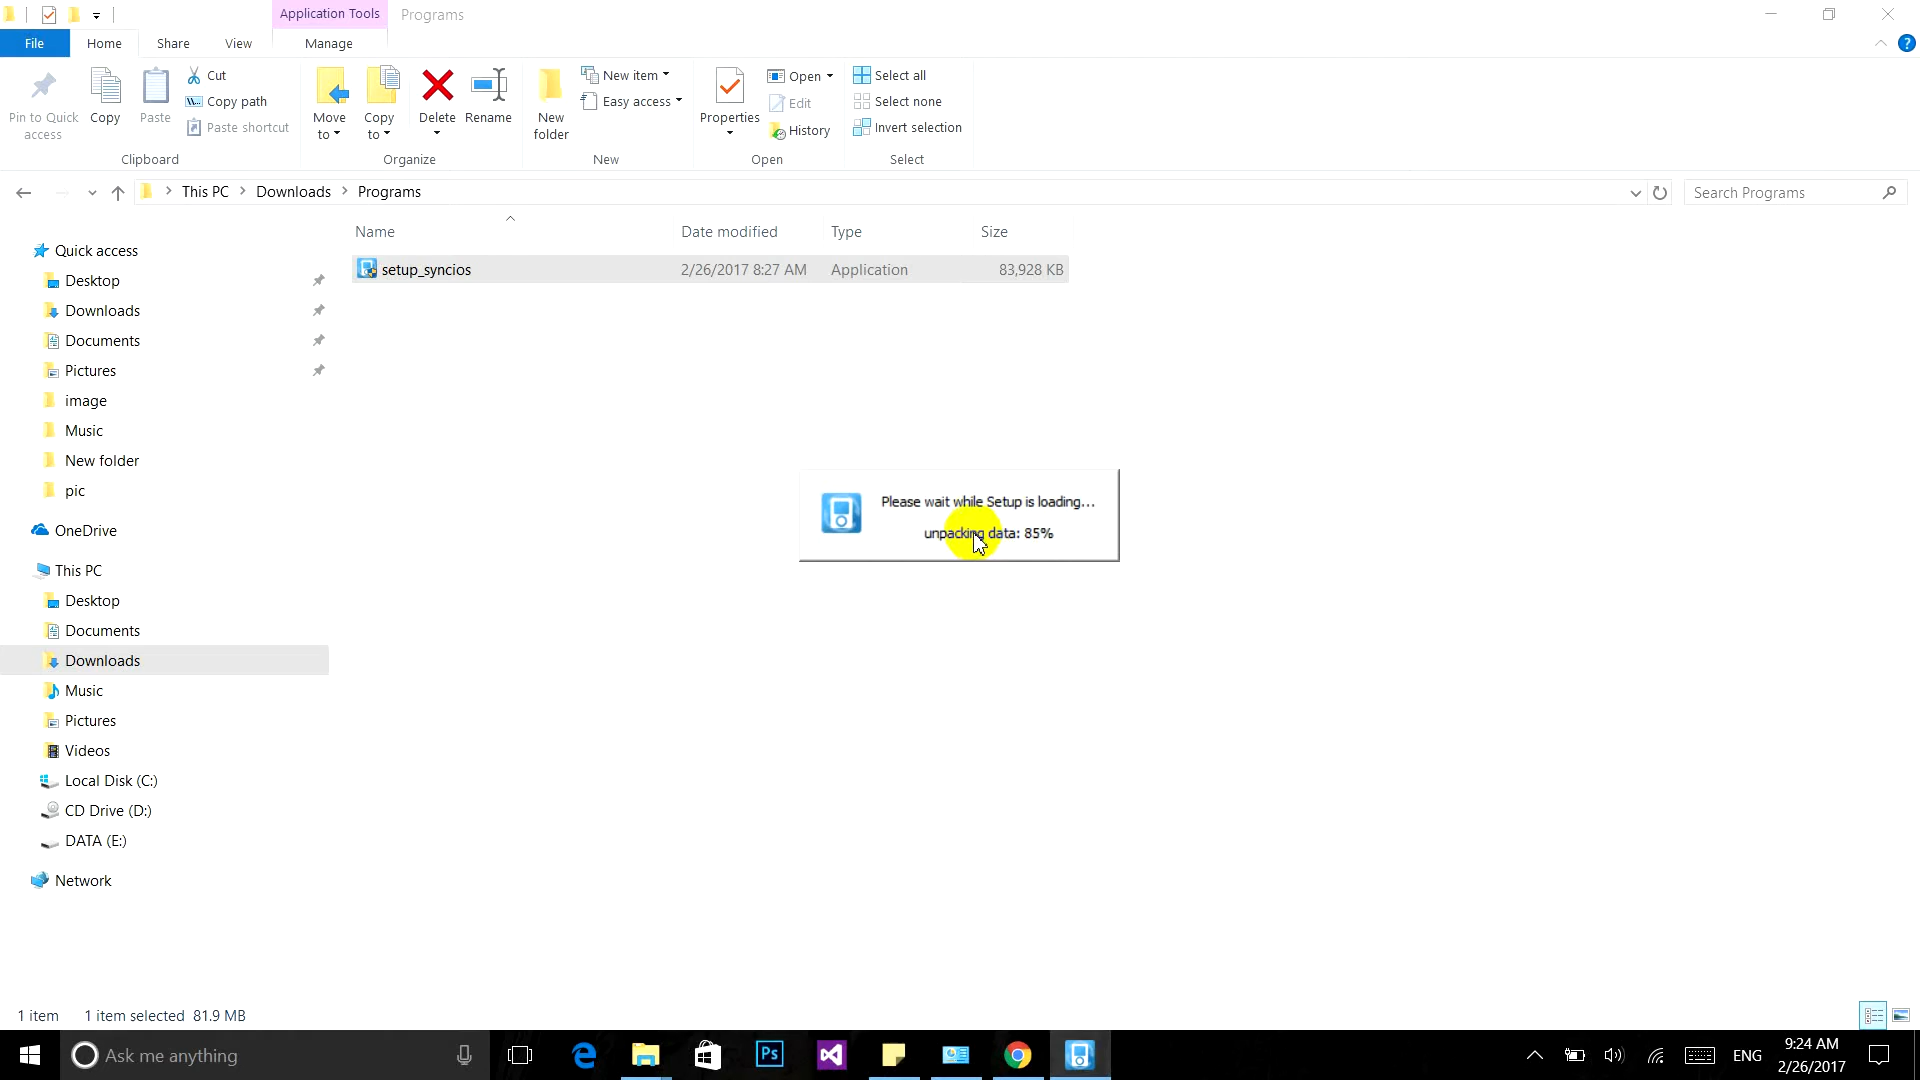 Application Tools Programs
File Home Share View Manage
Pin to Quick access
Copy
Paste
Cut
Copy path
Paste shortcut
Clipboard
Move to
Copy to
Delete
Rename
Organize
New folder
New item
Easy access
New
Properties
Open
Edit
History
Open
Select all
Select none
Invert selection
Select
This PC Downloads Programs
Search Programs
Name Date modified Type Size
setup_syncios 2/26/2017 8:27 AM Application 83,928 KB
Quick access
Desktop
Downloads
Documents
Pictures
image
Music
New folder
pic
OneDrive
This PC
Desktop
Documents
Downloads
Music
Pictures
Videos
Local Disk (C:)
CD Drive (D:)
DATA (E:)
Network
Please wait while Setup is loading...
unpacking data: 85%
1 item 1 item selected 81.9 MB
Ask me anything
Ps
ENG
9:24 AM
2/26/2017